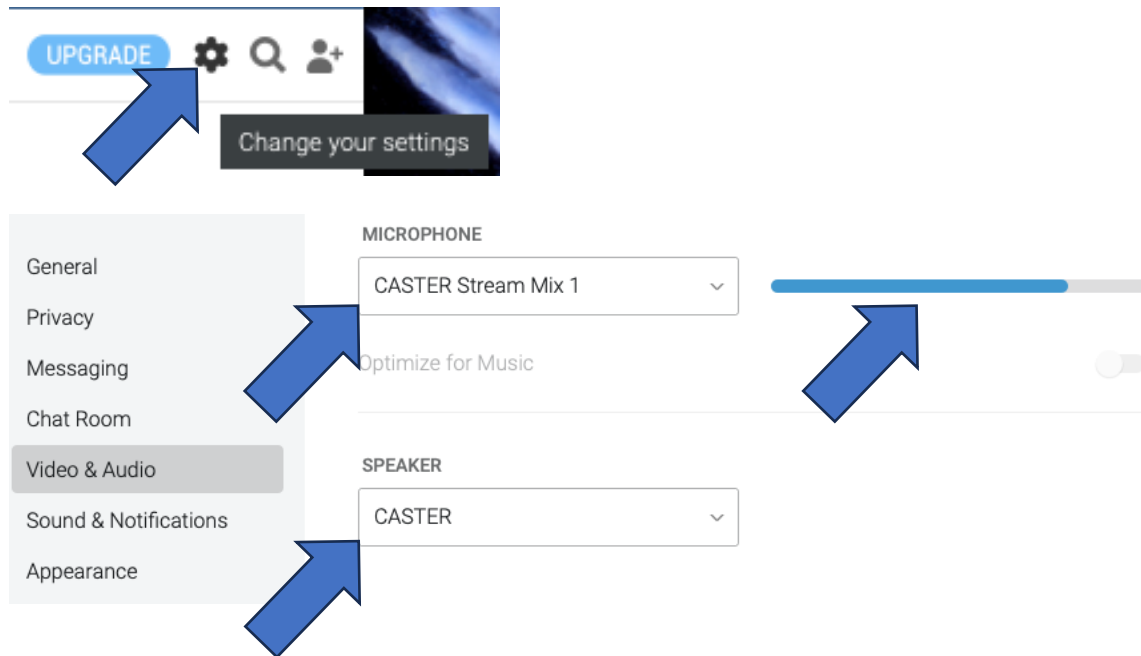 UPGRADE
Change your settings
General
Privacy
Messaging
Chat Room
Video & Audio
Sound & Notifications
Appearance
MICROPHONE
CASTER Stream Mix 1
Optimize for Music
SPEAKER
CASTER